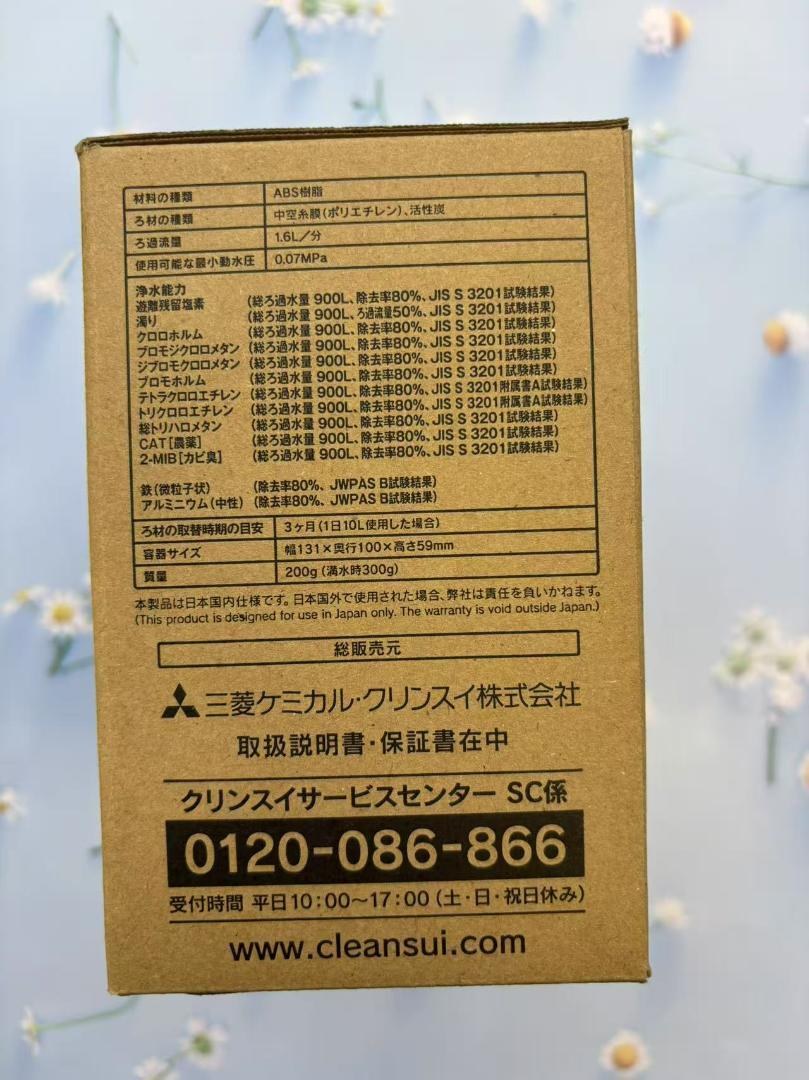 材料の種類 ABS樹脂
ろ材の種類 中空糸膜(ポリエチレン)、活性炭
ろ過流量 1.6L/分
使用可能な最小動水圧 0.07MPa
浄水能力
遊離残留塩素 (総ろ過水量 900L、除去率80%、JIS S 3201試験結果)
濁り (総ろ過水量 900L、ろ過流量50%、JIS S 3201試験結果)
クロロホルム (総ろ過水量 900L、除去率80%、JIS S 3201試験結果)
ブロモジクロロメタン (総ろ過水量 900L、除去率80%、JIS S 3201試験結果)
ジブロモクロロメタン (総ろ過水量 900L、除去率80%、JIS S 3201試験結果)
ブロモホルム (総ろ過水量 900L、除去率80%、JIS S 3201試験結果)
テトラクロロエチレン (総ろ過水量 900L、除去率80%、JIS S 3201附属書A試験結果)
トリクロロエチレン (総ろ過水量 900L、除去率80%、JIS S 3201附属書A試験結果)
総トリハロメタン (総ろ過水量 900L、除去率80%、JIS S 3201試験結果)
CAT[農薬] (総ろ過水量 900L、除去率80%、JIS S 3201試験結果)
2-MIB[カビ臭] (総ろ過水量 900L、除去率80%、JIS S 3201試験結果)
鉄(微粒子状) (除去率80%、JWPAS B試験結果)
アルミニウム(中性) (除去率80%、JWPAS B試験結果)
ろ材の取替時期の目安 3ヶ月(1日10L使用した場合)
容器サイズ 幅131×奥行100×高さ59mm
質量 200g(満水時300g)
本製品は日本国内仕様です。日本国外で使用された場合、弊社は責任を負いかねます。
(This product is designed for use in Japan only. The warranty is void outside Japan.)
総販売元
三菱ケミカル・クリンスイ株式会社
取扱説明書・保証書在中
クリンスイサービスセンター SC係
0120-086-866
受付時間 平日10:00〜17:00(土・日・祝日休み)
www.cleansui.com